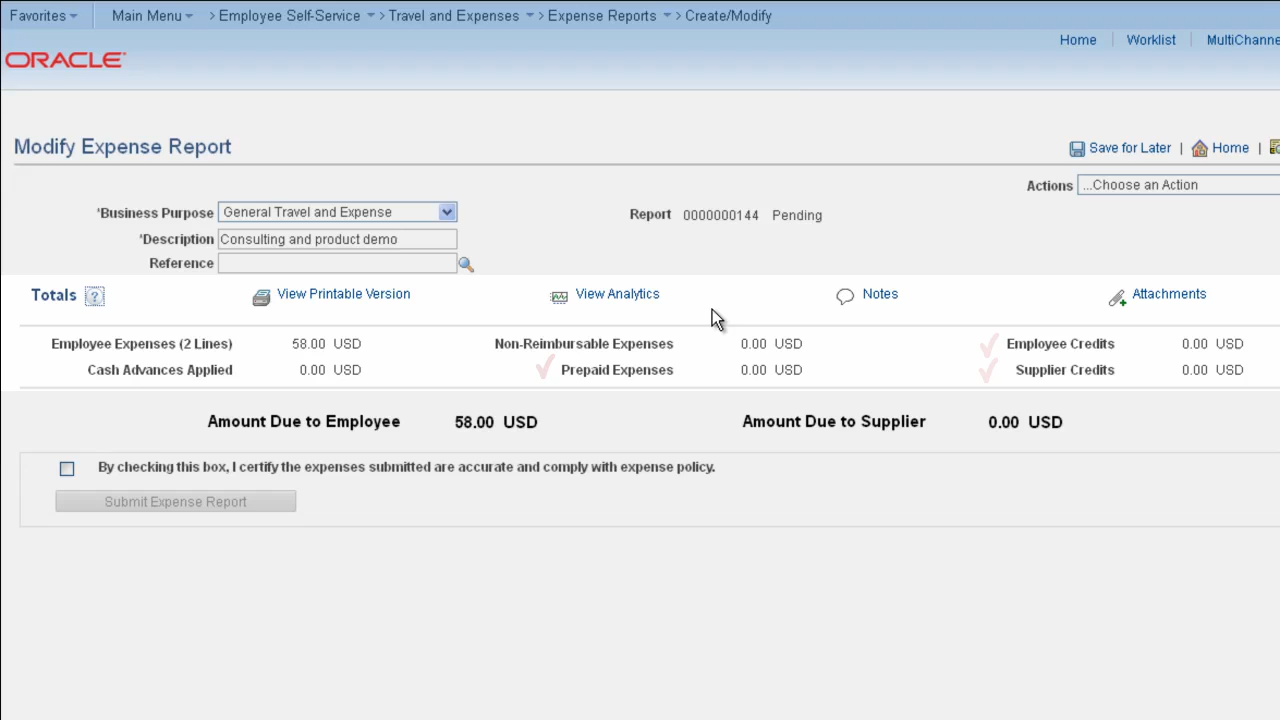 Favorites Main Menu > Employee Self-Service > Travel and Expenses > Expense Reports > Create/Modify
Home | Worklist | MultiChanne
ORACLE
Modify Expense Report
Save for Later | Home |
Actions ...Choose an Action
*Business Purpose General Travel and Expense
Report 0000000144 Pending
*Description Consulting and product demo
Reference
Totals ? View Printable Version View Analytics Notes Attachments
Employee Expenses (2 Lines) 58.00 USD Non-Reimbursable Expenses 0.00 USD Employee Credits 0.00 USD
Cash Advances Applied 0.00 USD Prepaid Expenses 0.00 USD Supplier Credits 0.00 USD
Amount Due to Employee 58.00 USD Amount Due to Supplier 0.00 USD
By checking this box, I certify the expenses submitted are accurate and comply with expense policy.
Submit Expense Report